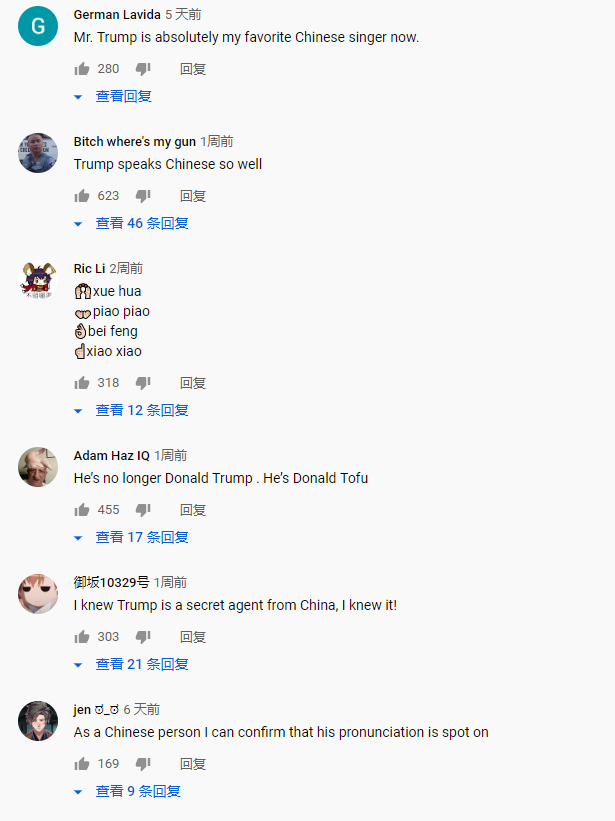 G
German Lavida 5 天前
Mr. Trump is absolutely my favorite Chinese singer now.
280 回复
查看回复
Bitch where's my gun 1周前
Trump speaks Chinese so well
623 回复
查看 46 条回复
Ric Li 2周前
🙌xue hua
🤲piao piao
👌bei feng
☝xiao xiao
318 回复
查看 12 条回复
Adam Haz IQ 1周前
He's no longer Donald Trump . He's Donald Tofu
455 回复
查看 17 条回复
御坂10329号 1周前
I knew Trump is a secret agent from China, I knew it!
303 回复
查看 21 条回复
jen ಠ_ಠ 6 天前
As a Chinese person I can confirm that his pronunciation is spot on
169 回复
查看 9 条回复